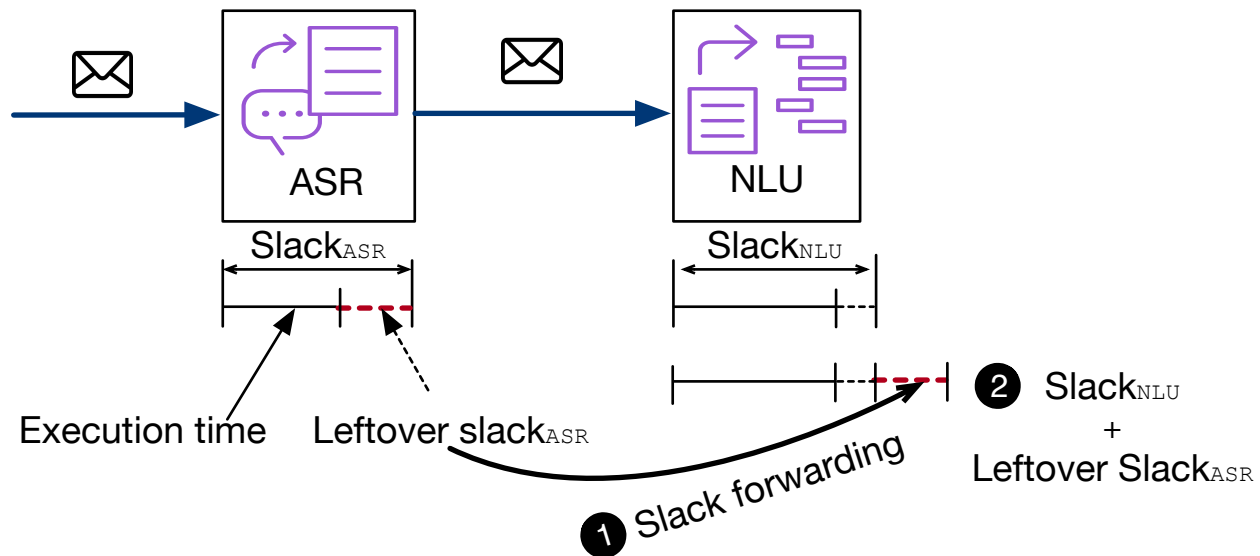 ASR
NLU
SlackASR
SlackNLU
Execution time
Leftover slackASR
1 Slack forwarding
2 SlackNLU
+
Leftover SlackASR